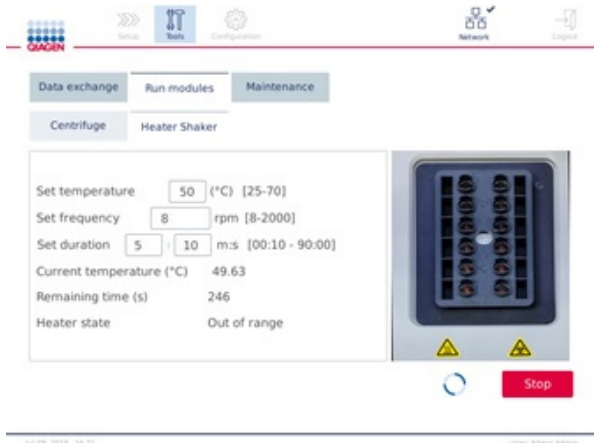 QIAGEN
Setup
Tools
Configuration
Network
Logout
Data exchange
Run modules
Maintenance
Centrifuge
Heater Shaker
Set temperature 50 (°C) [25-70]
Set frequency 8 rpm [8-2000]
Set duration 5 : 10 m:s [00:10 - 90:00]
Current temperature (°C) 49.63
Remaining time (s) 246
Heater state Out of range
Stop